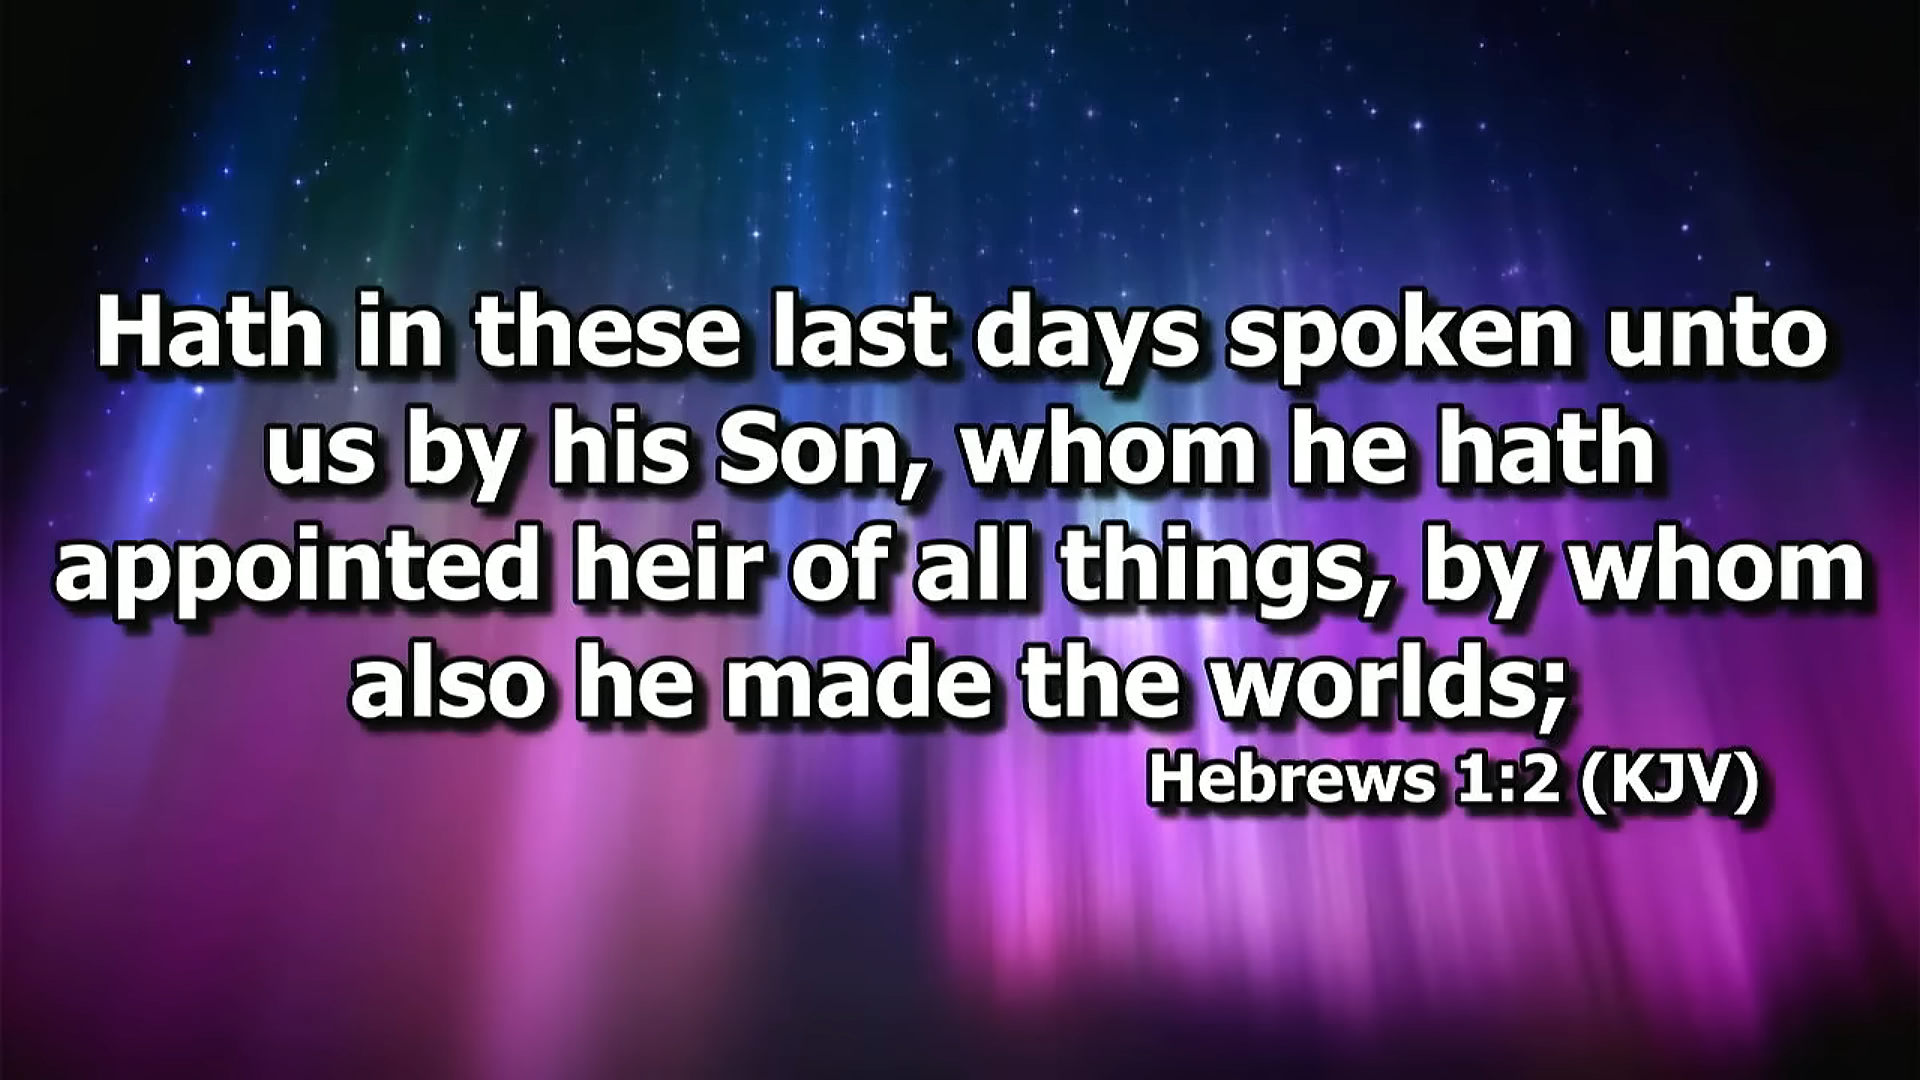 Hath in these last days spoken unto
us by his Son, whom he hath
appointed heir of all things, by whom
also he made the worlds;
Hebrews 1:2 (KJV)